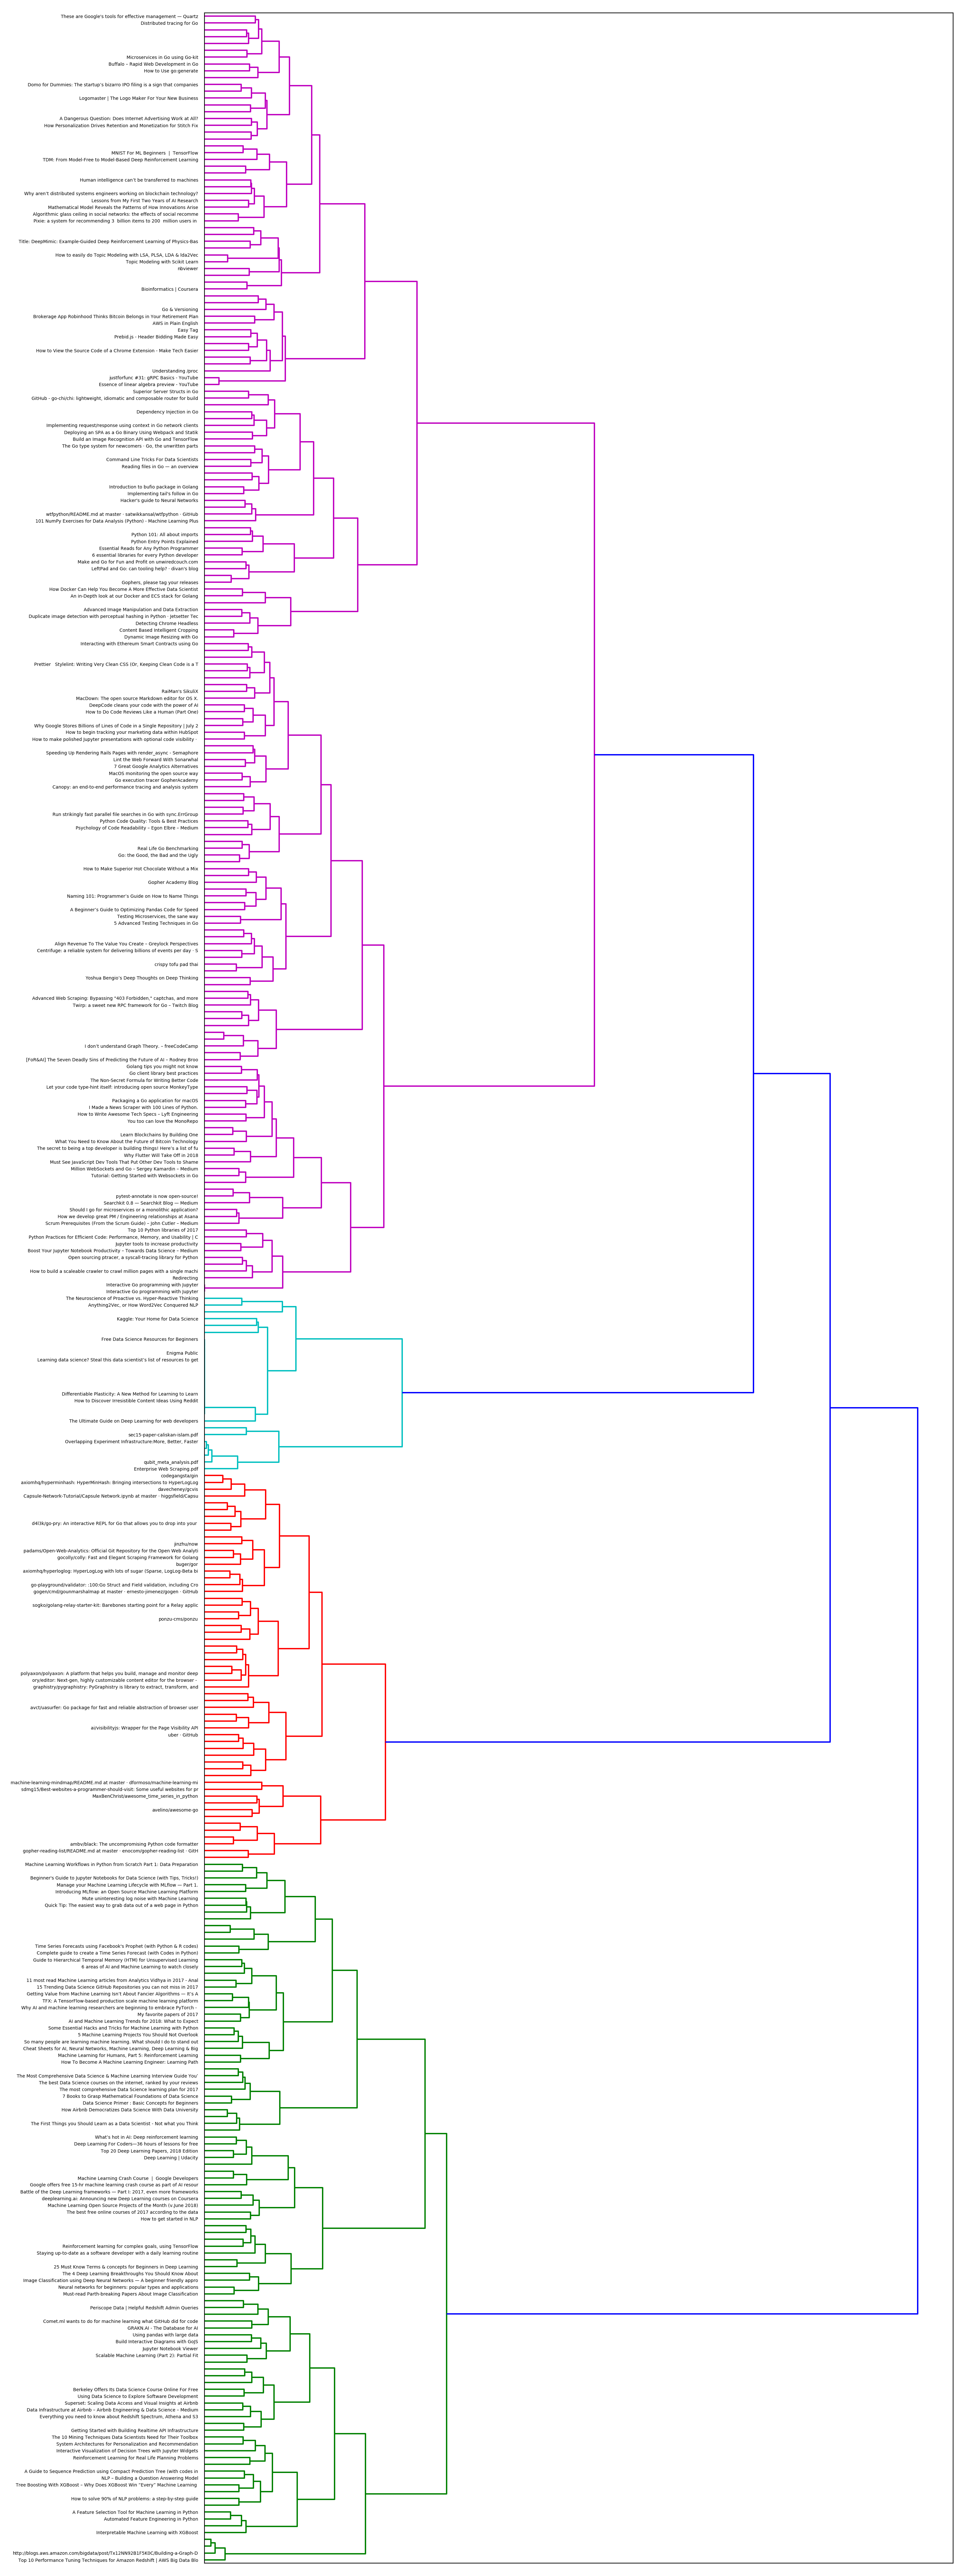 These are Google's tools for effective management — Quartz
Distributed tracing for Go
Microservices in Go using Go-kit
Buffalo – Rapid Web Development in Go
How to Use go:generate
Domo for Dummies: The startup's bizarro IPO filing is a sign that companies
Logomaster | The Logo Maker For Your New Business
A Dangerous Question: Does Internet Advertising Work at All?
How Personalization Drives Retention and Monetization for Stitch Fix
MNIST For ML Beginners | TensorFlow
TDM: From Model-Free to Model-Based Deep Reinforcement Learning
Human intelligence can't be transferred to machines
Why aren't distributed systems engineers working on blockchain technology?
Lessons from My First Two Years of AI Research
Mathematical Model Reveals the Patterns of How Innovations Arise
Algorithmic glass ceiling in social networks: the effects of social recomme
Pixie: a system for recommending 3 billion items to 200 million users in
Title: DeepMimic: Example-Guided Deep Reinforcement Learning of Physics-Bas
How to easily do Topic Modeling with LSA, PLSA, LDA & lda2Vec
Topic Modeling with Scikit Learn
nbviewer
Bioinformatics | Coursera
Go & Versioning
Brokerage App Robinhood Thinks Bitcoin Belongs in Your Retirement Plan
AWS in Plain English
Easy Tag
Prebid.js - Header Bidding Made Easy
How to View the Source Code of a Chrome Extension - Make Tech Easier
Understanding /proc
justforfunc #31: gRPC Basics - YouTube
Essence of linear algebra preview - YouTube
Superior Server Structs in Go
GitHub - go-chi/chi: lightweight, idiomatic and composable router for build
Dependency Injection in Go
Implementing request/response using context in Go network clients
Deploying an SPA as a Go Binary Using Webpack and Statik
Build an Image Recognition API with Go and TensorFlow
The Go type system for newcomers · Go, the unwritten parts
Command Line Tricks For Data Scientists
Reading files in Go — an overview
Introduction to bufio package in Golang
Implementing tail's follow in Go
Hacker's guide to Neural Networks
wtfpython/README.md at master · satwikkansal/wtfpython · GitHub
101 NumPy Exercises for Data Analysis (Python) - Machine Learning Plus
Python 101: All about imports
Python Entry Points Explained
Essential Reads for Any Python Programmer
6 essential libraries for every Python developer
Make and Go for Fun and Profit on unwiredcouch.com
LeftPad and Go: can tooling help? · divan's blog
Gophers, please tag your releases
How Docker Can Help You Become A More Effective Data Scientist
An in-Depth look at our Docker and ECS stack for Golang
Advanced Image Manipulation and Data Extraction
Duplicate image detection with perceptual hashing in Python - Jetsetter Tec
Detecting Chrome Headless
Content Based Intelligent Cropping
Dynamic Image Resizing with Go
Interacting with Ethereum Smart Contracts using Go
Prettier Stylelint: Writing Very Clean CSS (Or, Keeping Clean Code is a T
RaiMan's SikuliX
MacDown: The open source Markdown editor for OS X.
DeepCode cleans your code with the power of AI
How to Do Code Reviews Like a Human (Part One)
Why Google Stores Billions of Lines of Code in a Single Repository | July 2
How to begin tracking your marketing data within HubSpot
How to make polished Jupyter presentations with optional code visibility -
Speeding Up Rendering Rails Pages with render_async - Semaphore
Lint the Web Forward With Sonarwhal
7 Great Google Analytics Alternatives
MacOS monitoring the open source way
Go execution tracer GopherAcademy
Canopy: an end-to-end performance tracing and analysis system
Run strikingly fast parallel file searches in Go with sync.ErrGroup
Python Code Quality: Tools & Best Practices
Psychology of Code Readability – Egon Elbre – Medium
Real Life Go Benchmarking
Go: the Good, the Bad and the Ugly
How to Make Superior Hot Chocolate Without a Mix
Gopher Academy Blog
Naming 101: Programmer's Guide on How to Name Things
A Beginner's Guide to Optimizing Pandas Code for Speed
Testing Microservices, the sane way
5 Advanced Testing Techniques in Go
Align Revenue To The Value You Create – Greylock Perspectives
Centrifuge: a reliable system for delivering billions of events per day · S
crispy tofu pad thai
Yoshua Bengio's Deep Thoughts on Deep Thinking
Advanced Web Scraping: Bypassing "403 Forbidden," captchas, and more
Twirp: a sweet new RPC framework for Go – Twitch Blog
I don't understand Graph Theory. – freeCodeCamp
[FoR&AI] The Seven Deadly Sins of Predicting the Future of AI – Rodney Broo
Golang tips you might not know
Go client library best practices
The Non-Secret Formula for Writing Better Code
Let your code type-hint itself: introducing open source MonkeyType
Packaging a Go application for macOS
I Made a News Scraper with 100 Lines of Python.
How to Write Awesome Tech Specs – Lyft Engineering
You too can love the MonoRepo
Learn Blockchains by Building One
What You Need to Know About the Future of Bitcoin Technology
The secret to being a top developer is building things! Here's a list of fu
Why Flutter Will Take Off in 2018
Must See JavaScript Dev Tools That Put Other Dev Tools to Shame
Million WebSockets and Go – Sergey Kamardin – Medium
Tutorial: Getting Started with Websockets in Go
pytest-annotate is now open-source!
Searchkit 0.8 — Searchkit Blog — Medium
Should I go for microservices or a monolithic application?
How we develop great PM / Engineering relationships at Asana
Scrum Prerequisites (From the Scrum Guide) – John Cutler – Medium
Top 10 Python libraries of 2017
Python Practices for Efficient Code: Performance, Memory, and Usability | C
Jupyter tools to increase productivity
Boost Your Jupyter Notebook Productivity – Towards Data Science – Medium
Open sourcing ptracer, a syscall-tracing library for Python
How to build a scaleable crawler to crawl million pages with a single machi
Redirecting
Interactive Go programming with Jupyter
Interactive Go programming with Jupyter
The Neuroscience of Proactive vs. Hyper-Reactive Thinking
Anything2Vec, or How Word2Vec Conquered NLP
Kaggle: Your Home for Data Science
Free Data Science Resources for Beginners
Enigma Public
Learning data science? Steal this data scientist's list of resources to get
Differentiable Plasticity: A New Method for Learning to Learn
How to Discover Irresistible Content Ideas Using Reddit
The Ultimate Guide on Deep Learning for web developers
sec15-paper-caliskan-islam.pdf
Overlapping Experiment Infrastructure:More, Better, Faster
qubit_meta_analysis.pdf
Enterprise Web Scraping.pdf
codegangsta/gin
axiomhq/hyperminhash: HyperMinHash: Bringing intersections to HyperLogLog
davecheney/gcvis
Capsule-Network-Tutorial/Capsule Network.ipynb at master · higgsfield/Capsu
d4l3k/go-pry: An interactive REPL for Go that allows you to drop into your
jinzhu/now
padams/Open-Web-Analytics: Official Git Repository for the Open Web Analyti
gocolly/colly: Fast and Elegant Scraping Framework for Golang
buger/gor
axiomhq/hyperloglog: HyperLogLog with lots of sugar (Sparse, LogLog-Beta bi
go-playground/validator: :100:Go Struct and Field validation, including Cro
gogen/cmd/gounmarshalmap at master · ernesto-jimenez/gogen · GitHub
sogko/golang-relay-starter-kit: Barebones starting point for a Relay applic
ponzu-cms/ponzu
polyaxon/polyaxon: A platform that helps you build, manage and monitor deep
ory/editor: Next-gen, highly customizable content editor for the browser -
graphistry/pygraphistry: PyGraphistry is library to extract, transform, and
avct/uasurfer: Go package for fast and reliable abstraction of browser user
ai/visibilityjs: Wrapper for the Page Visibility API
uber · GitHub
machine-learning-mindmap/README.md at master · dformoso/machine-learning-mi
sdmg15/Best-websites-a-programmer-should-visit: Some useful websites for pr
MaxBenChrist/awesome_time_series_in_python
avelino/awesome-go
ambv/black: The uncompromising Python code formatter
gopher-reading-list/README.md at master · enocom/gopher-reading-list · GitH
Machine Learning Workflows in Python from Scratch Part 1: Data Preparation
Beginner's Guide to Jupyter Notebooks for Data Science (with Tips, Tricks!)
Manage your Machine Learning Lifecycle with MLflow — Part 1.
Introducing MLflow: an Open Source Machine Learning Platform
Mute uninteresting log noise with Machine Learning
Quick Tip: The easiest way to grab data out of a web page in Python
Time Series Forecasts using Facebook's Prophet (with Python & R codes)
Complete guide to create a Time Series Forecast (with Codes in Python)
Guide to Hierarchical Temporal Memory (HTM) for Unsupervised Learning
6 areas of AI and Machine Learning to watch closely
11 most read Machine Learning articles from Analytics Vidhya in 2017 - Anal
15 Trending Data Science GitHub Repositories you can not miss in 2017
Getting Value from Machine Learning Isn't About Fancier Algorithms — It's A
TFX: A TensorFlow-based production scale machine learning platform
Why AI and machine learning researchers are beginning to embrace PyTorch -
My favorite papers of 2017
AI and Machine Learning Trends for 2018: What to Expect
Some Essential Hacks and Tricks for Machine Learning with Python
5 Machine Learning Projects You Should Not Overlook
So many people are learning machine learning. What should I do to stand out
Cheat Sheets for AI, Neural Networks, Machine Learning, Deep Learning & Big
Machine Learning for Humans, Part 5: Reinforcement Learning
How To Become A Machine Learning Engineer: Learning Path
The Most Comprehensive Data Science & Machine Learning Interview Guide You'
The best Data Science courses on the internet, ranked by your reviews
The most comprehensive Data Science learning plan for 2017
7 Books to Grasp Mathematical Foundations of Data Science
Data Science Primer : Basic Concepts for Beginners
How Airbnb Democratizes Data Science With Data University
The First Things you Should Learn as a Data Scientist - Not what you Think
What's hot in AI: Deep reinforcement learning
Deep Learning For Coders—36 hours of lessons for free
Top 20 Deep Learning Papers, 2018 Edition
Deep Learning | Udacity
Machine Learning Crash Course | Google Developers
Google offers free 15-hr machine learning crash course as part of AI resour
Battle of the Deep Learning frameworks — Part I: 2017, even more frameworks
deeplearning.ai: Announcing new Deep Learning courses on Coursera
Machine Learning Open Source Projects of the Month (v.June 2018)
The best free online courses of 2017 according to the data
How to get started in NLP
Reinforcement learning for complex goals, using TensorFlow
Staying up-to-date as a software developer with a daily learning routine
25 Must Know Terms & concepts for Beginners in Deep Learning
The 4 Deep Learning Breakthroughs You Should Know About
Image Classification using Deep Neural Networks — A beginner friendly appro
Neural networks for beginners: popular types and applications
Must-read Parth-breaking Papers About Image Classification
Periscope Data | Helpful Redshift Admin Queries
Comet.ml wants to do for machine learning what GitHub did for code
GRAKN.AI - The Database for AI
Using pandas with large data
Build Interactive Diagrams with GoJS
Jupyter Notebook Viewer
Scalable Machine Learning (Part 2): Partial Fit
Berkeley Offers Its Data Science Course Online For Free
Using Data Science to Explore Software Development
Superset: Scaling Data Access and Visual Insights at Airbnb
Data Infrastructure at Airbnb – Airbnb Engineering & Data Science – Medium
Everything you need to know about Redshift Spectrum, Athena and S3
Getting Started with Building Realtime API Infrastructure
The 10 Mining Techniques Data Scientists Need for Their Toolbox
System Architectures for Personalization and Recommendation
Interactive Visualization of Decision Trees with Jupyter Widgets
Reinforcement Learning for Real Life Planning Problems
A Guide to Sequence Prediction using Compact Prediction Tree (with codes in
NLP – Building a Question Answering Model
Tree Boosting With XGBoost – Why Does XGBoost Win "Every" Machine Learning
How to solve 90% of NLP problems: a step-by-step guide
A Feature Selection Tool for Machine Learning in Python
Automated Feature Engineering in Python
Interpretable Machine Learning with XGBoost
http://blogs.aws.amazon.com/bigdata/post/Tx12NN92B1F5K0C/Building-a-Graph-D
Top 10 Performance Tuning Techniques for Amazon Redshift | AWS Big Data Blo